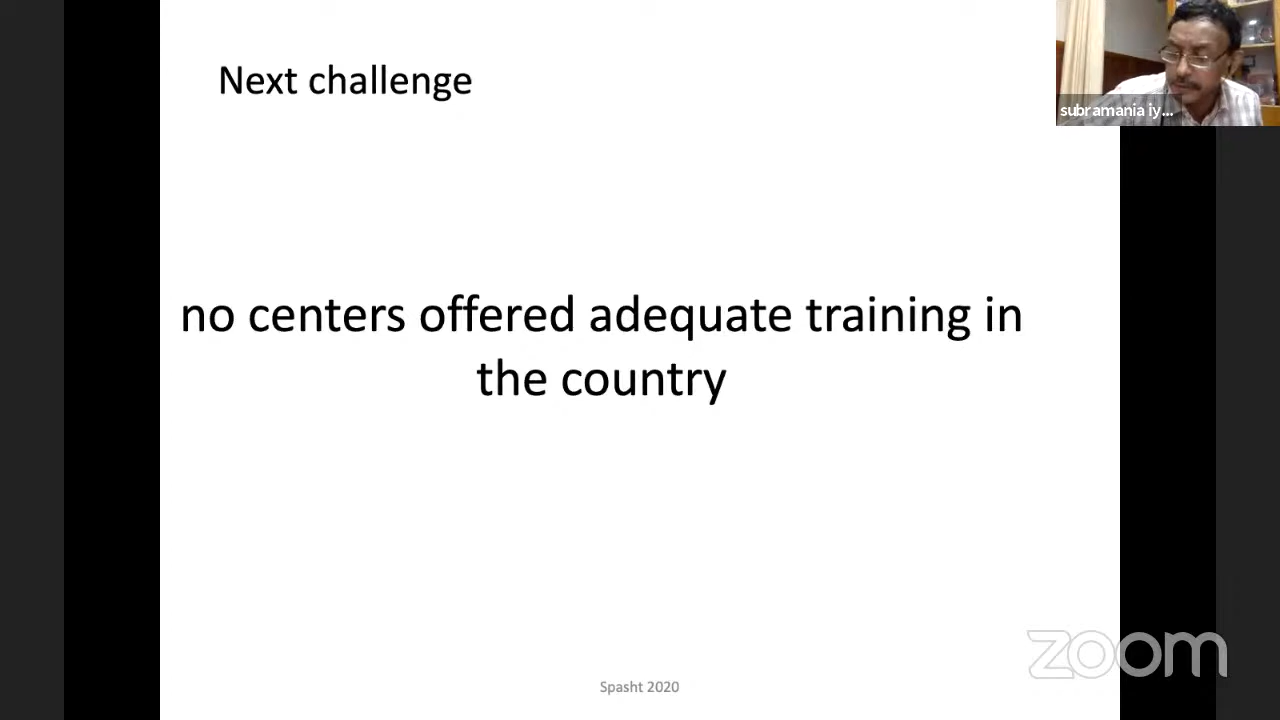 Next challenge
subramania iy...
no centers offered adequate training in
the country
zoom
Spasht 2020